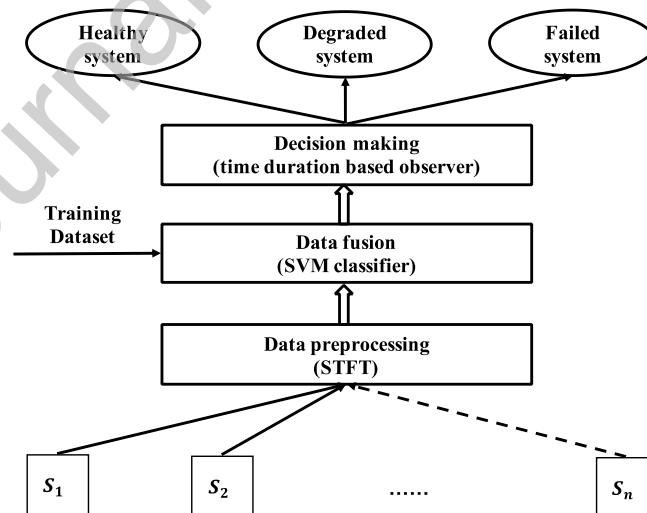 Healthy
system
Degraded
system
Failed
system
Decision making
(time duration based observer)
Training
Dataset
Data fusion
(SVM classifier)
Data preprocessing
(STFT)
S1
S2
......
Sn